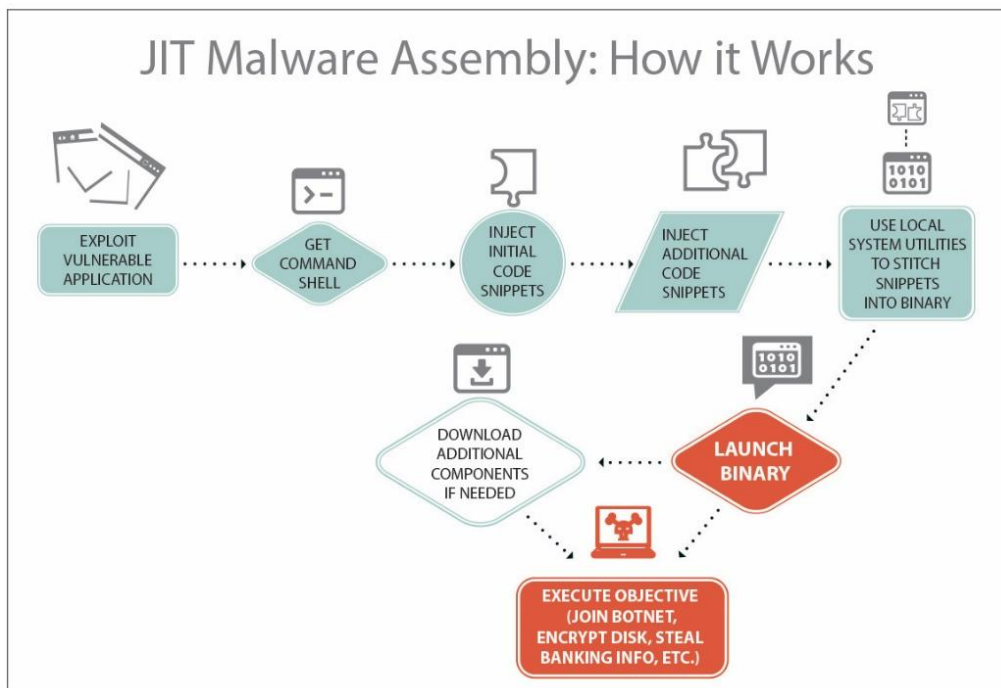 JIT Malware Assembly: How it Works
1010
0101
EXPLOIT
VULNERABLE
APPLICATION
GET
COMMAND
SHELL
INJECT
INITIAL
CODE
SNIPPETS
INJECT
ADDITIONAL
CODE
SNIPPETS
USE LOCAL
SYSTEM UTILITIES
TO STITCH
SNIPPETS
INTO BINARY
1010
0101
DOWNLOAD
ADDITIONAL
COMPONENTS
IF NEEDED
LAUNCH
BINARY
EXECUTE OBJECTIVE
(JOIN BOTNET,
ENCRYPT DISK, STEAL
BANKING INFO, ETC.)